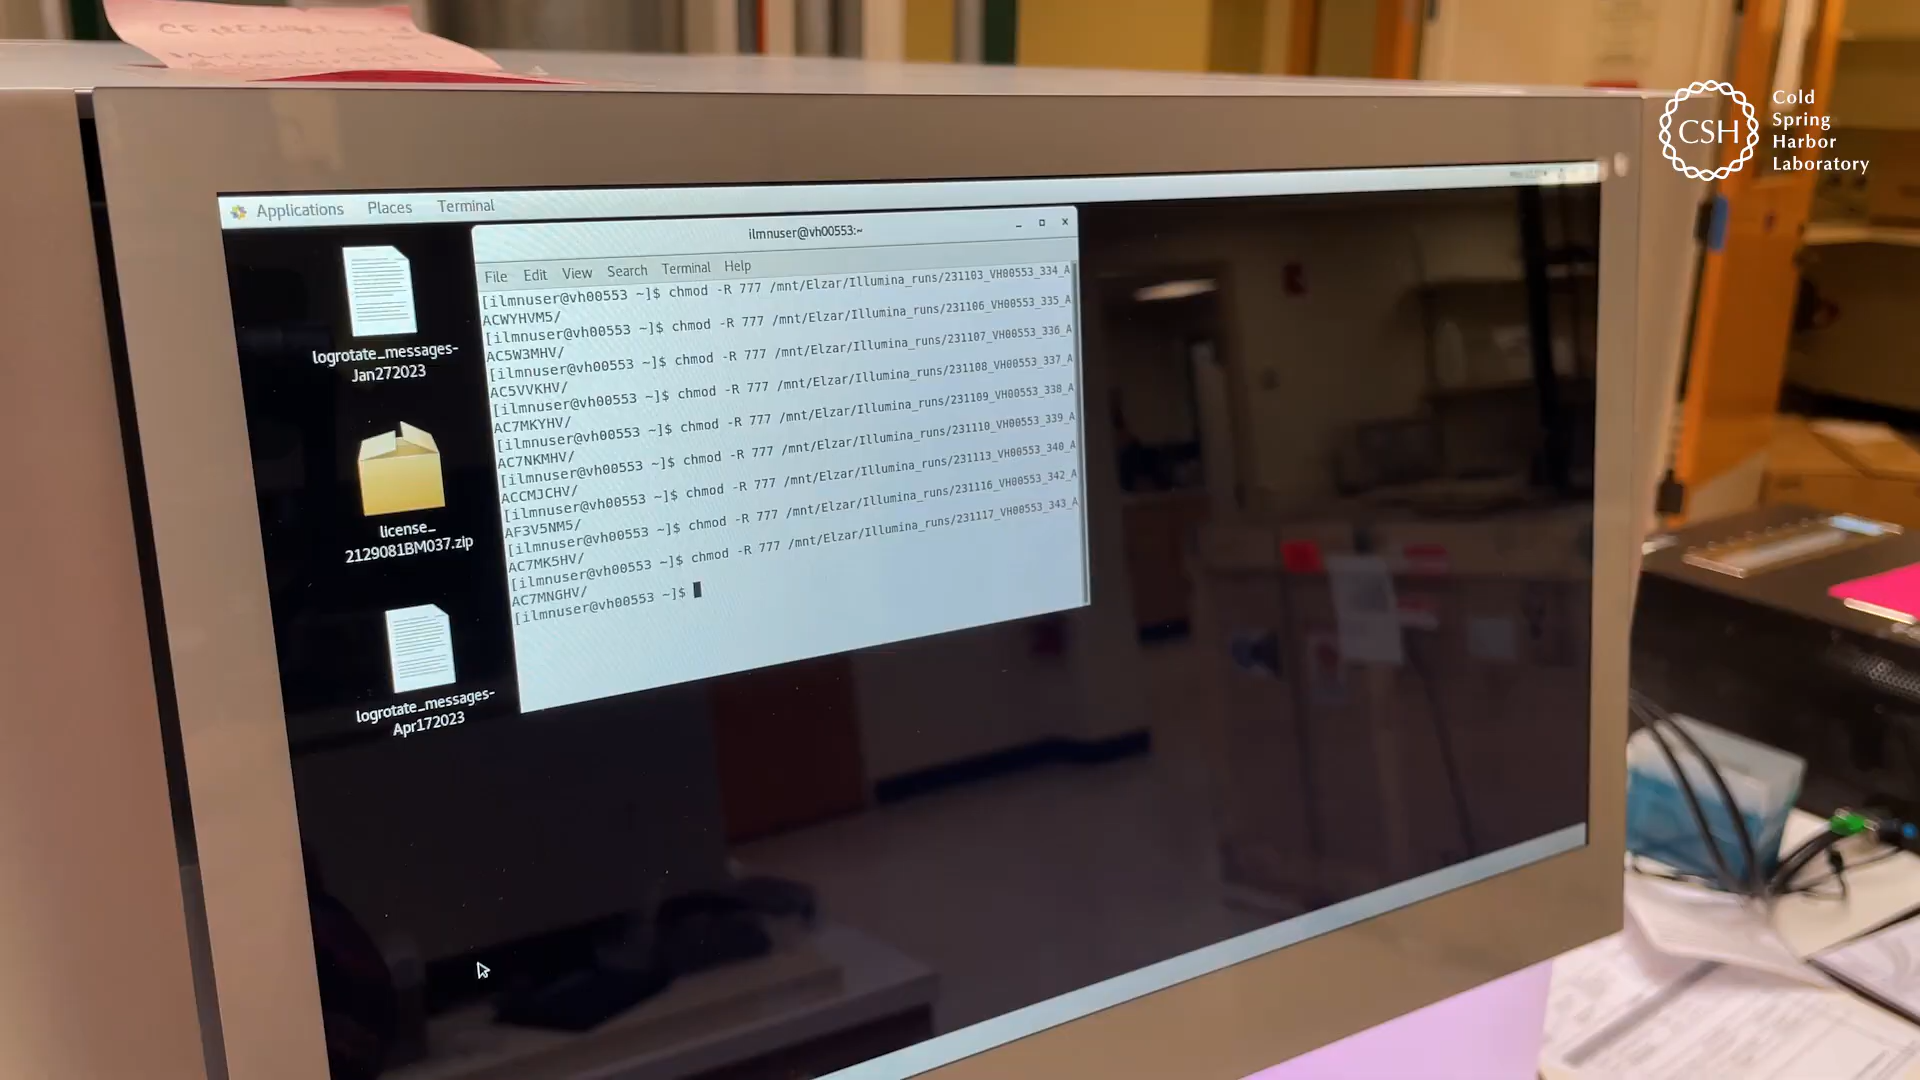 Cold
Spring
Harbor
Laboratory
CSH
Applications Places Terminal
ilmnuser@vh00553:~
File Edit View Search Terminal Help
[ilmnuser@vh00553 ~]$ chmod -R 777 /mnt/Elzar/Illumina_runs/231103_VH00553_334_A
ACWYHVM5/
[ilmnuser@vh00553 ~]$ chmod -R 777 /mnt/Elzar/Illumina_runs/231106_VH00553_335_A
AC5W3MHV/
[ilmnuser@vh00553 ~]$ chmod -R 777 /mnt/Elzar/Illumina_runs/231107_VH00553_336_A
AC5VVKHV/
[ilmnuser@vh00553 ~]$ chmod -R 777 /mnt/Elzar/Illumina_runs/231108_VH00553_337_A
AC7MKYHV/
[ilmnuser@vh00553 ~]$ chmod -R 777 /mnt/Elzar/Illumina_runs/231109_VH00553_338_A
AC7NKMHV/
[ilmnuser@vh00553 ~]$ chmod -R 777 /mnt/Elzar/Illumina_runs/231110_VH00553_339_A
ACCMJCHV/
[ilmnuser@vh00553 ~]$ chmod -R 777 /mnt/Elzar/Illumina_runs/231113_VH00553_340_A
AF3V5NM5/
[ilmnuser@vh00553 ~]$ chmod -R 777 /mnt/Elzar/Illumina_runs/231116_VH00553_342_A
AC7MK5HV/
[ilmnuser@vh00553 ~]$ chmod -R 777 /mnt/Elzar/Illumina_runs/231117_VH00553_343_A
AC7MNGHV/
[ilmnuser@vh00553 ~]$
logrotate_messages-
Jan272023
license_
2129081BM037.zip
logrotate_messages-
Apr172023